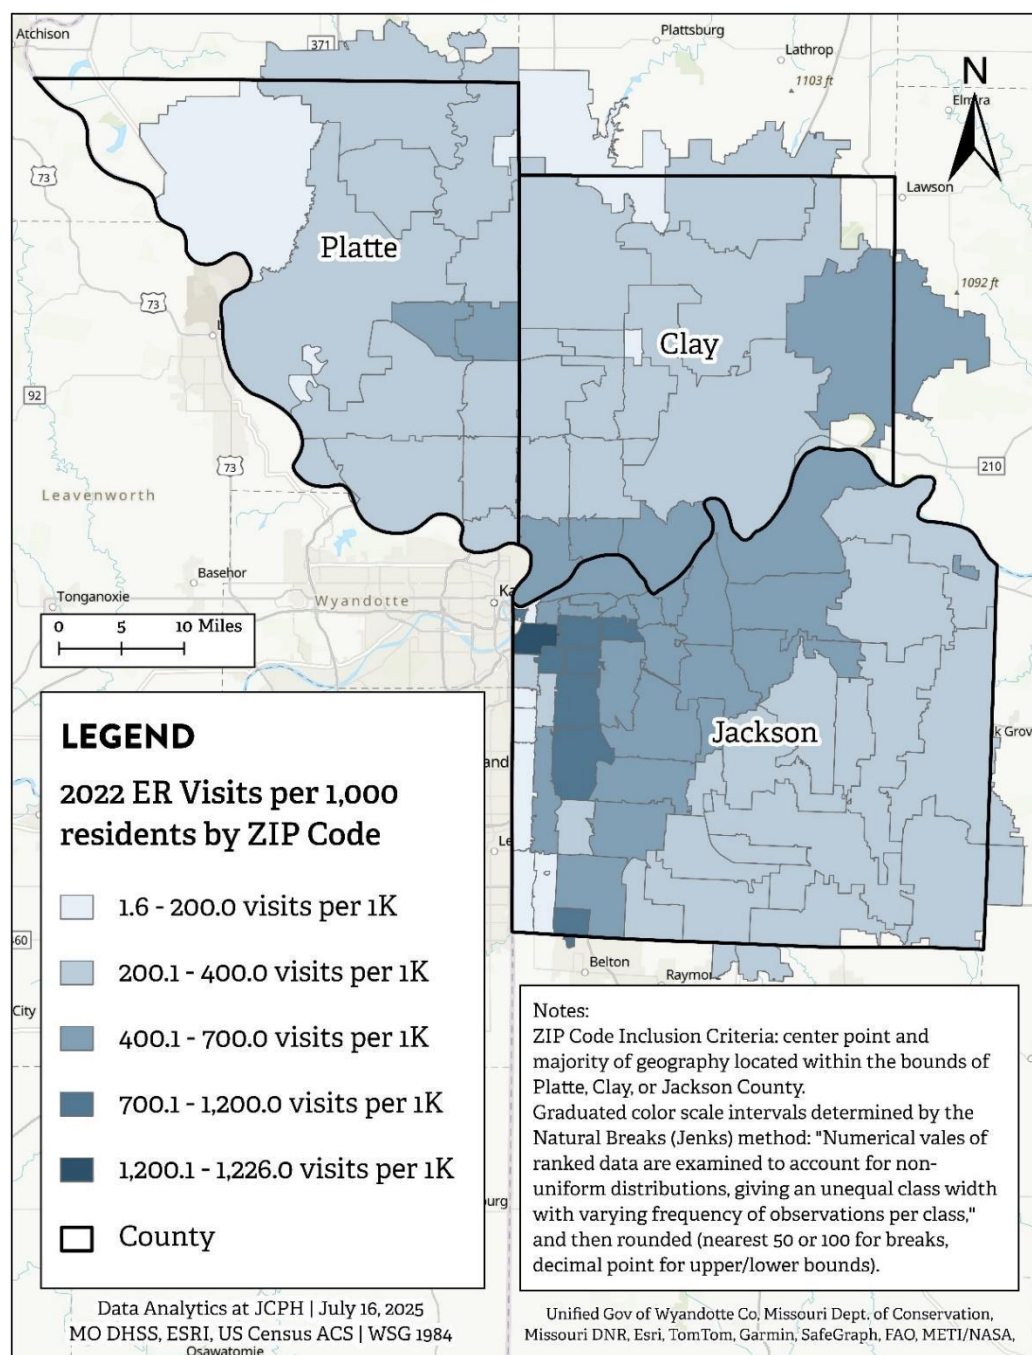 Atchison
371
Plattsburg
Lathrop
1103 ft
N
Elmira
73
Lawson
Platte
1092 ft
73
Clay
92
73
210
Leavenworth
Basehor
Tonganoxie
Wyandotte
Ka
0 5 10 Miles
Jackson
k Grov
and
Le
LEGEND
2022 ER Visits per 1,000
residents by ZIP Code
1.6 - 200.0 visits per 1K
200.1 - 400.0 visits per 1K
400.1 - 700.0 visits per 1K
700.1 - 1,200.0 visits per 1K
1,200.1 - 1,226.0 visits per 1K
County
60
City
Belton
Raymore
burg
Notes:
ZIP Code Inclusion Criteria: center point and
majority of geography located within the bounds of
Platte, Clay, or Jackson County.
Graduated color scale intervals determined by the
Natural Breaks (Jenks) method: "Numerical vales of
ranked data are examined to account for non-
uniform distributions, giving an unequal class width
with varying frequency of observations per class,"
and then rounded (nearest 50 or 100 for breaks,
decimal point for upper/lower bounds).
Data Analytics at JCPH | July 16, 2025
MO DHSS, ESRI, US Census ACS | WSG 1984
Osawatomie
Unified Gov of Wyandotte Co, Missouri Dept. of Conservation,
Missouri DNR, Esri, TomTom, Garmin, SafeGraph, FAO, METI/NASA,